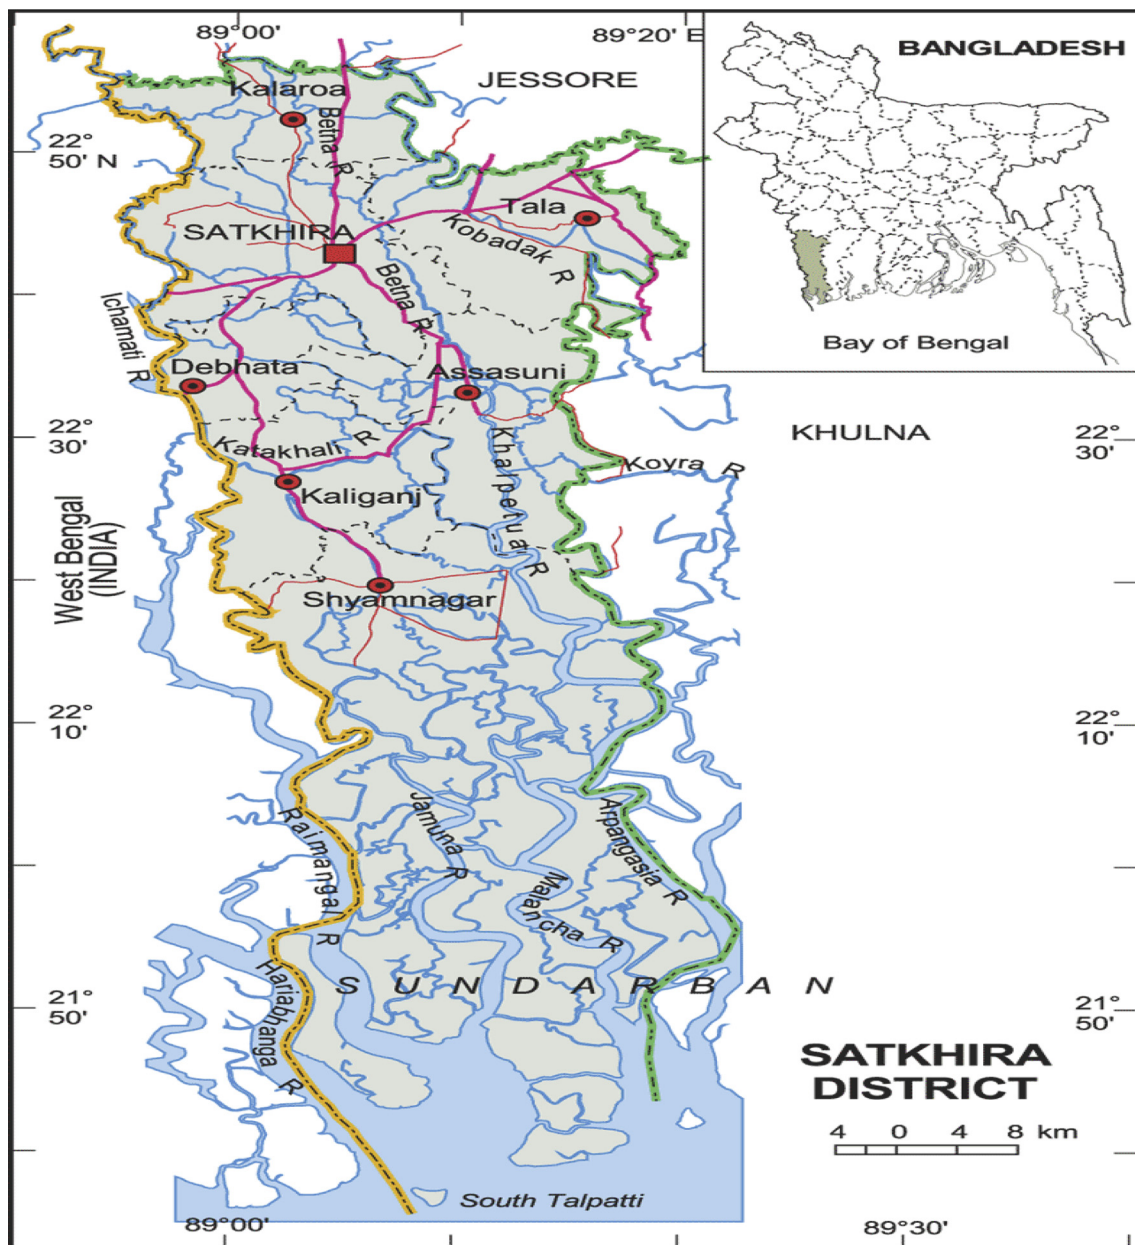 89°00'
89°20' E
BANGLADESH
JESSORE
Kalaroa
Betna R
22°
50' N
Tala
SATKHIRA
Kobadak R
Betna R
Ichamati R
Bay of Bengal
Debhata
Assasuni
22°
30'
Katakhali R
KHULNA
22°
30'
Khalpetua R
Koyra R
Kaliganj
West Bengal
(INDIA)
Shyamnagar
22°
10'
22°
10'
Raimangal R
Jamuna R
Arpangasia R
Malancha R
Hariabhanga R
SUNDARBAN
21°
50'
21°
50'
SATKHIRA
DISTRICT
4 0 4 8 km
South Talpatti
89°00'
89°30'